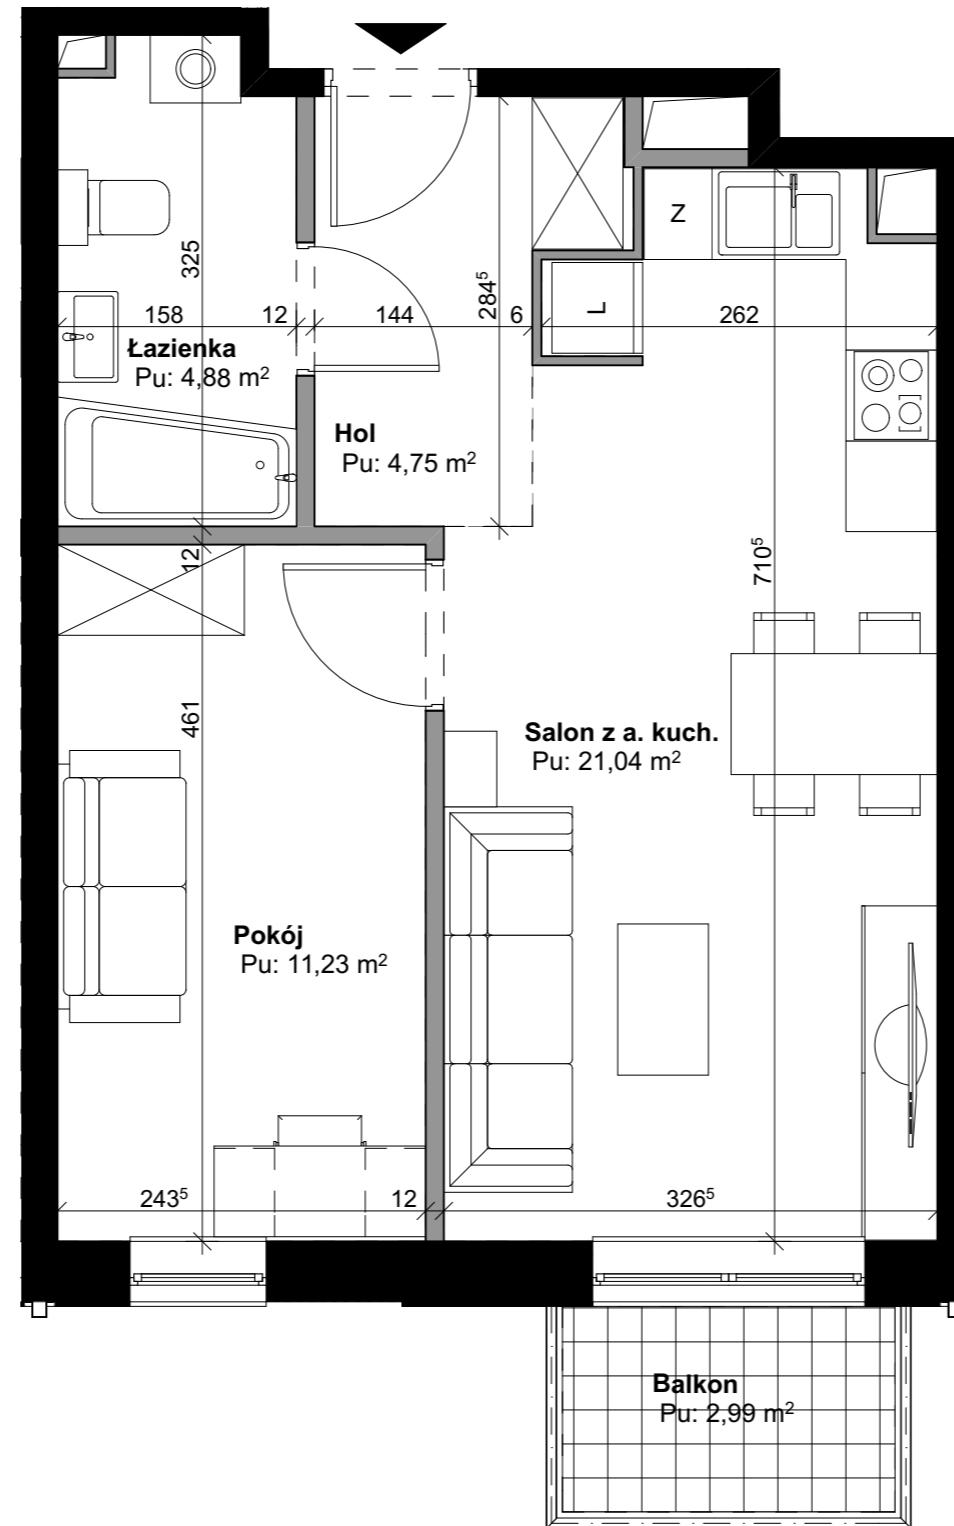 Z
325
284⁵
L
158
12
144
6
262
Łazienka
Pu: 4,88 m²
Hol
Pu: 4,75 m²
12
710⁵
461
Salon z a. kuch.
Pu: 21,04 m²
Pokój
Pu: 11,23 m²
243⁵
12
326⁵
Balkon
Pu: 2,99 m²